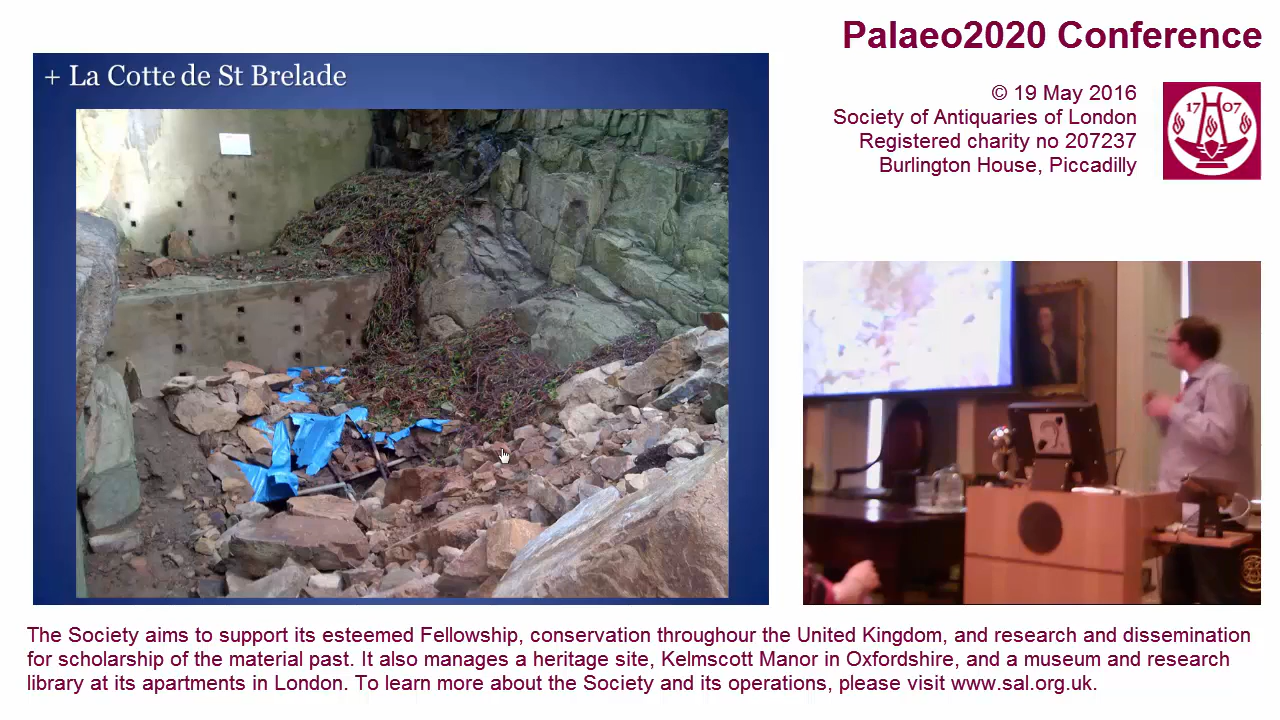 Palaeo2020 Conference
+ La Cotte de St Brelade
© 19 May 2016
Society of Antiquaries of London
Registered charity no 207237
Burlington House, Piccadilly
17 07
The Society aims to support its esteemed Fellowship, conservation throughour the United Kingdom, and research and dissemination
for scholarship of the material past. It also manages a heritage site, Kelmscott Manor in Oxfordshire, and a museum and research
library at its apartments in London. To learn more about the Society and its operations, please visit www.sal.org.uk.